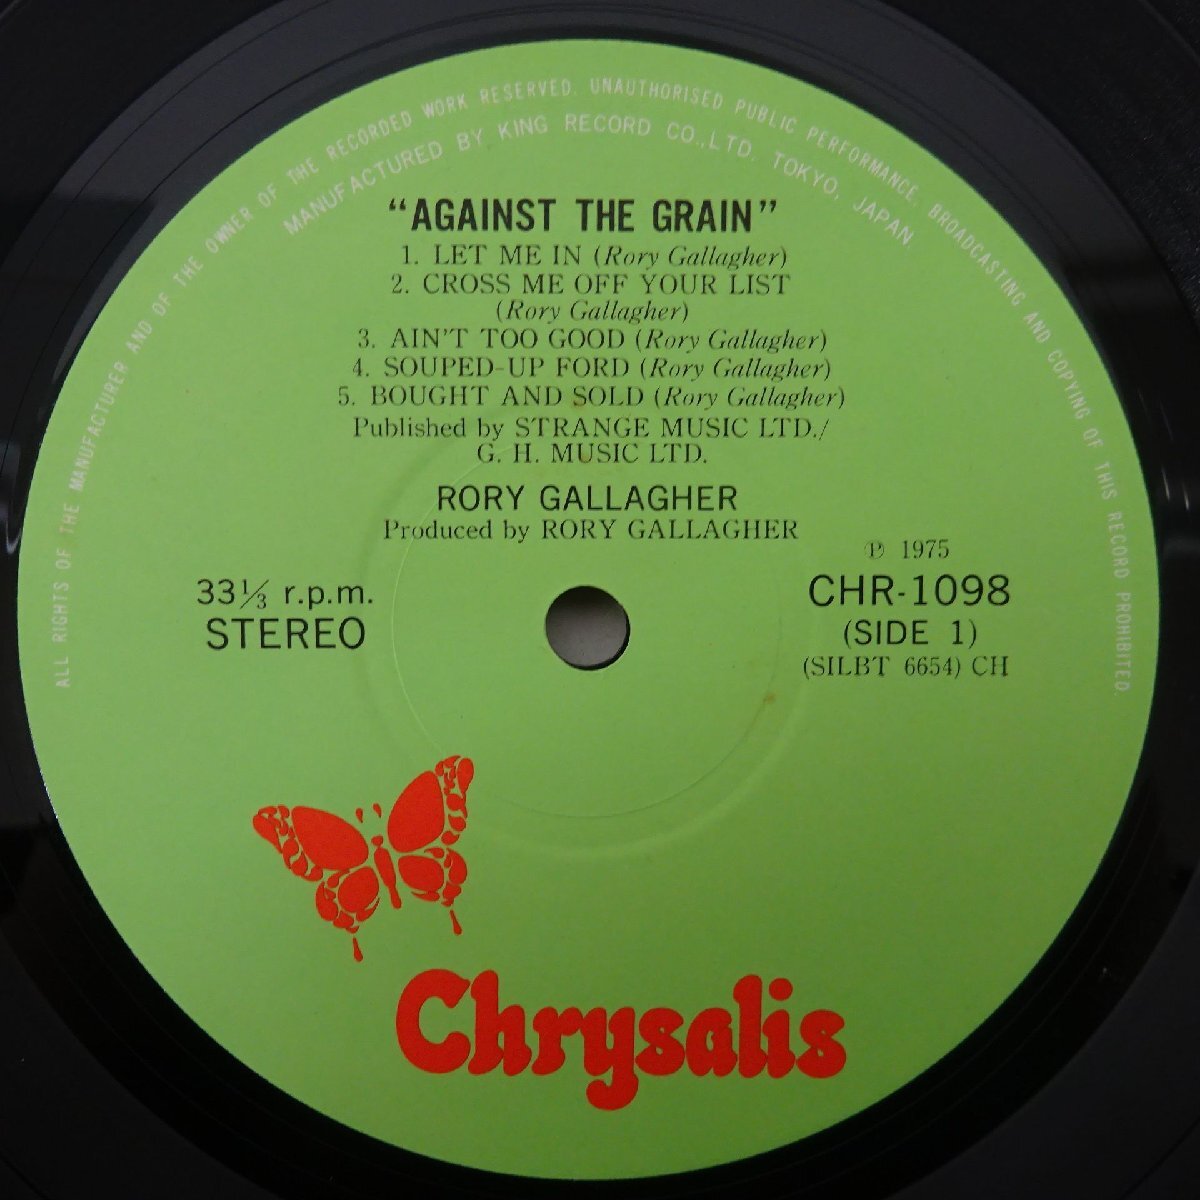 ALL RIGHTS OF THE MANUFACTURER AND OF THE OWNER OF THE RECORDED WORK RESERVED. UNAUTHORISED PUBLIC PERFORMANCE, BROADCASTING AND COPYING OF THIS RECORD PROHIBITED.
MANUFACTURED BY KING RECORD CO.,LTD. TOKYO, JAPAN
“AGAINST THE GRAIN”
1. LET ME IN (Rory Gallagher)
2. CROSS ME OFF YOUR LIST
(Rory Gallagher)
3. AIN'T TOO GOOD (Rory Gallagher)
4. SOUPED-UP FORD (Rory Gallagher)
5. BOUGHT AND SOLD (Rory Gallagher)
Published by STRANGE MUSIC LTD./
G. H. MUSIC LTD.
RORY GALLAGHER
Produced by RORY GALLAGHER
℗ 1975
33⅓ r.p.m.
STEREO
CHR-1098
(SIDE 1)
(SILBT 6654) CH
Chrysalis